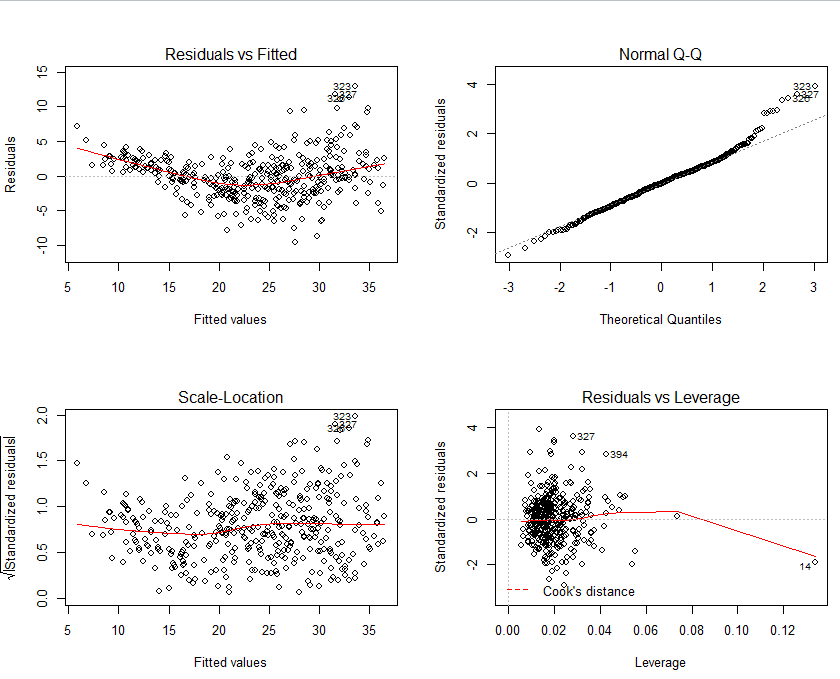 Residuals vs Fitted
Residuals
-10 -5 0 5 10 15
323
327
326
5 10 15 20 25 30 35
Fitted values
Normal Q-Q
Standardized residuals
-2 0 2 4
323
327
326
-3 -2 -1 0 1 2 3
Theoretical Quantiles
Scale-Location
√|Standardized residuals|
0.0 0.5 1.0 1.5 2.0
323
327
326
5 10 15 20 25 30 35
Fitted values
Residuals vs Leverage
Standardized residuals
-2 0 2 4
327
394
14
Cook's distance
0.00 0.02 0.04 0.06 0.08 0.10 0.12
Leverage